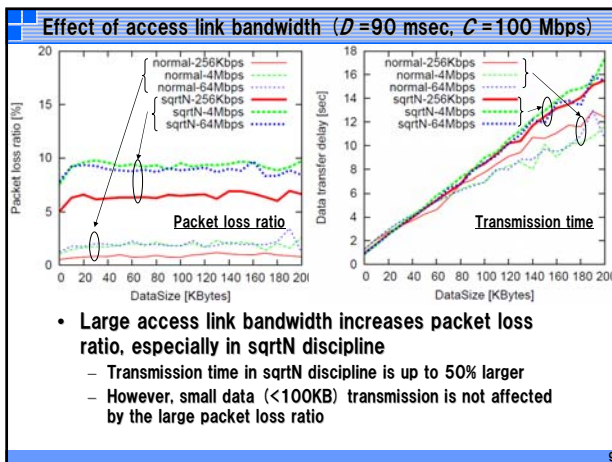 Effect of access link bandwidth (D =90 msec, C =100 Mbps)
20
15
10
5
0
0 20 40 60 80 100 120 140 160 180 200
Packet loss ratio [%]
DataSize [KBytes]
normal-256Kbps
normal-4Mbps
normal-64Mbps
sqrtN-256Kbps
sqrtN-4Mbps
sqrtN-64Mbps
Packet loss ratio
18
16
14
12
10
8
6
4
2
0
0 20 40 60 80 100 120 140 160 180 200
Data transfer delay [sec]
DataSize [KBytes]
normal-256Kbps
normal-4Mbps
normal-64Mbps
sqrtN-256Kbps
sqrtN-4Mbps
sqrtN-64Mbps
Transmission time
• Large access link bandwidth increases packet loss
ratio, especially in sqrtN discipline
– Transmission time in sqrtN discipline is up to 50% larger
– However, small data (<100KB) transmission is not affected
by the large packet loss ratio